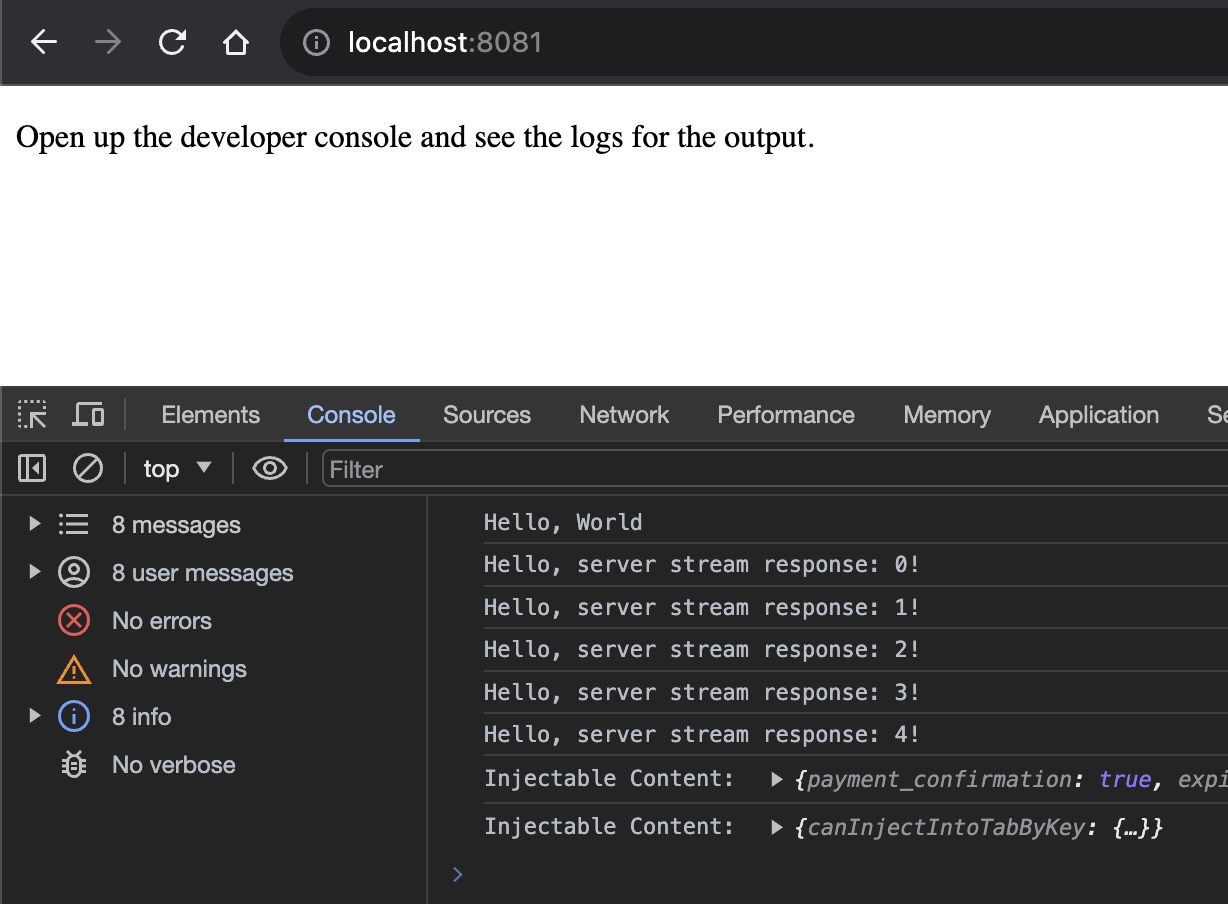 localhost:8081
Open up the developer console and see the logs for the output.
Elements Console Sources Network Performance Memory Application
top Filter
8 messages
8 user messages
No errors
No warnings
8 info
No verbose
Hello, World
Hello, server stream response: 0!
Hello, server stream response: 1!
Hello, server stream response: 2!
Hello, server stream response: 3!
Hello, server stream response: 4!
Injectable Content: {payment_confirmation: true, expi
Injectable Content: {canInjectIntoTabByKey: {…}}